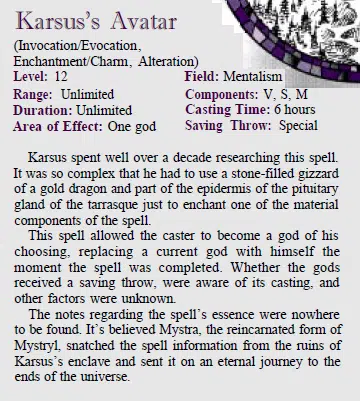 Karsus's Avatar
(Invocation/Evocation,
Enchantment/Charm, Alteration)
Level: 12 Field: Mentalism
Range: Unlimited Components: V, S, M
Duration: Unlimited Casting Time: 6 hours
Area of Effect: One god Saving Throw: Special
Karsus spent well over a decade researching this spell.
It was so complex that he had to use a stone-filled gizzard
of a gold dragon and part of the epidermis of the pituitary
gland of the tarrasque just to enchant one of the material
components of the spell.
This spell allowed the caster to become a god of his
choosing, replacing a current god with himself the
moment the spell was completed. Whether the gods
received a saving throw, were aware of its casting, and
other factors were unknown.
The notes regarding the spell's essence were nowhere
to be found. It's believed Mystra, the reincarnated form of
Mystryl, snatched the spell information from the ruins of
Karsus's enclave and sent it on an eternal journey to the
ends of the universe.